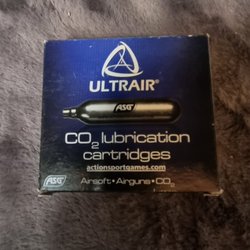 ULTRAIR®
ASG
CO2 lubrication
cartridges
actionsportgames.com
ASG
Airsoft • Airguns • CO2